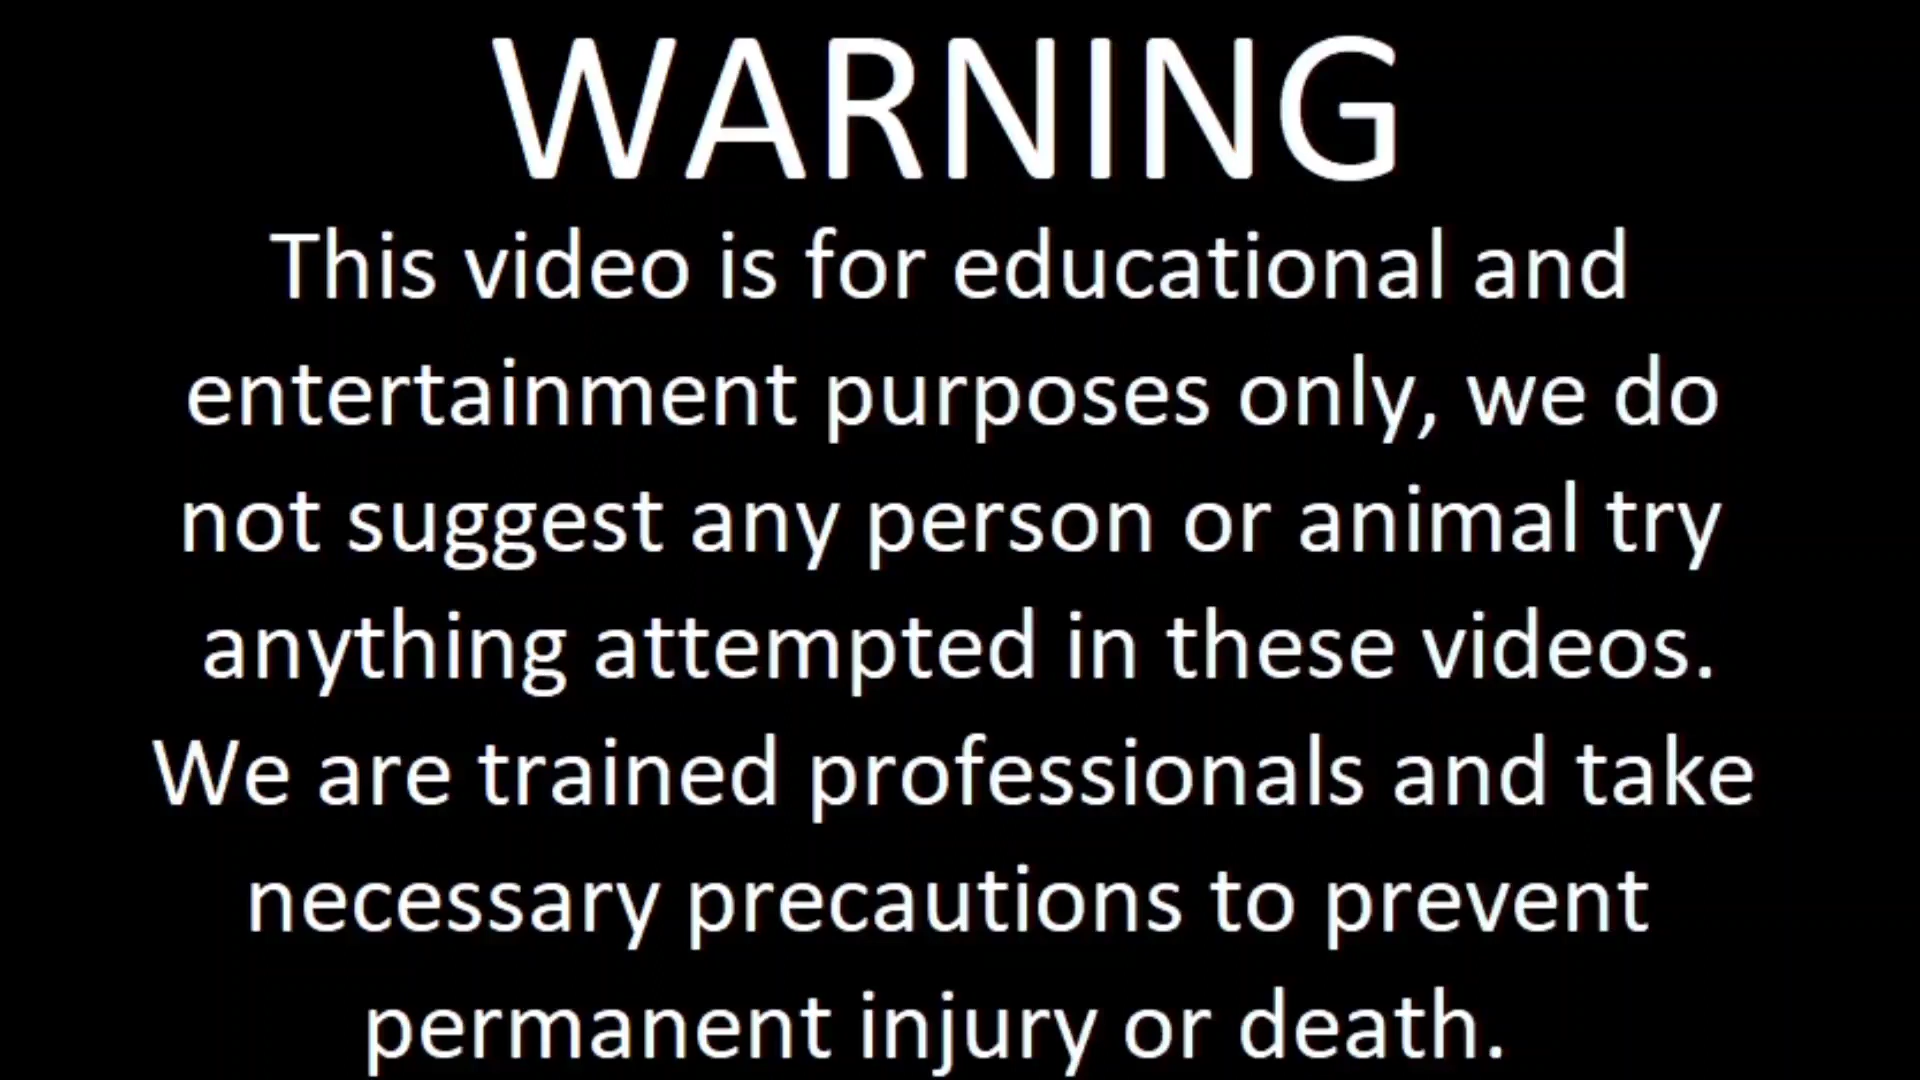 WARNING
This video is for educational and
entertainment purposes only, we do
not suggest any person or animal try
anything attempted in these videos.
We are trained professionals and take
necessary precautions to prevent
permanent injury or death.